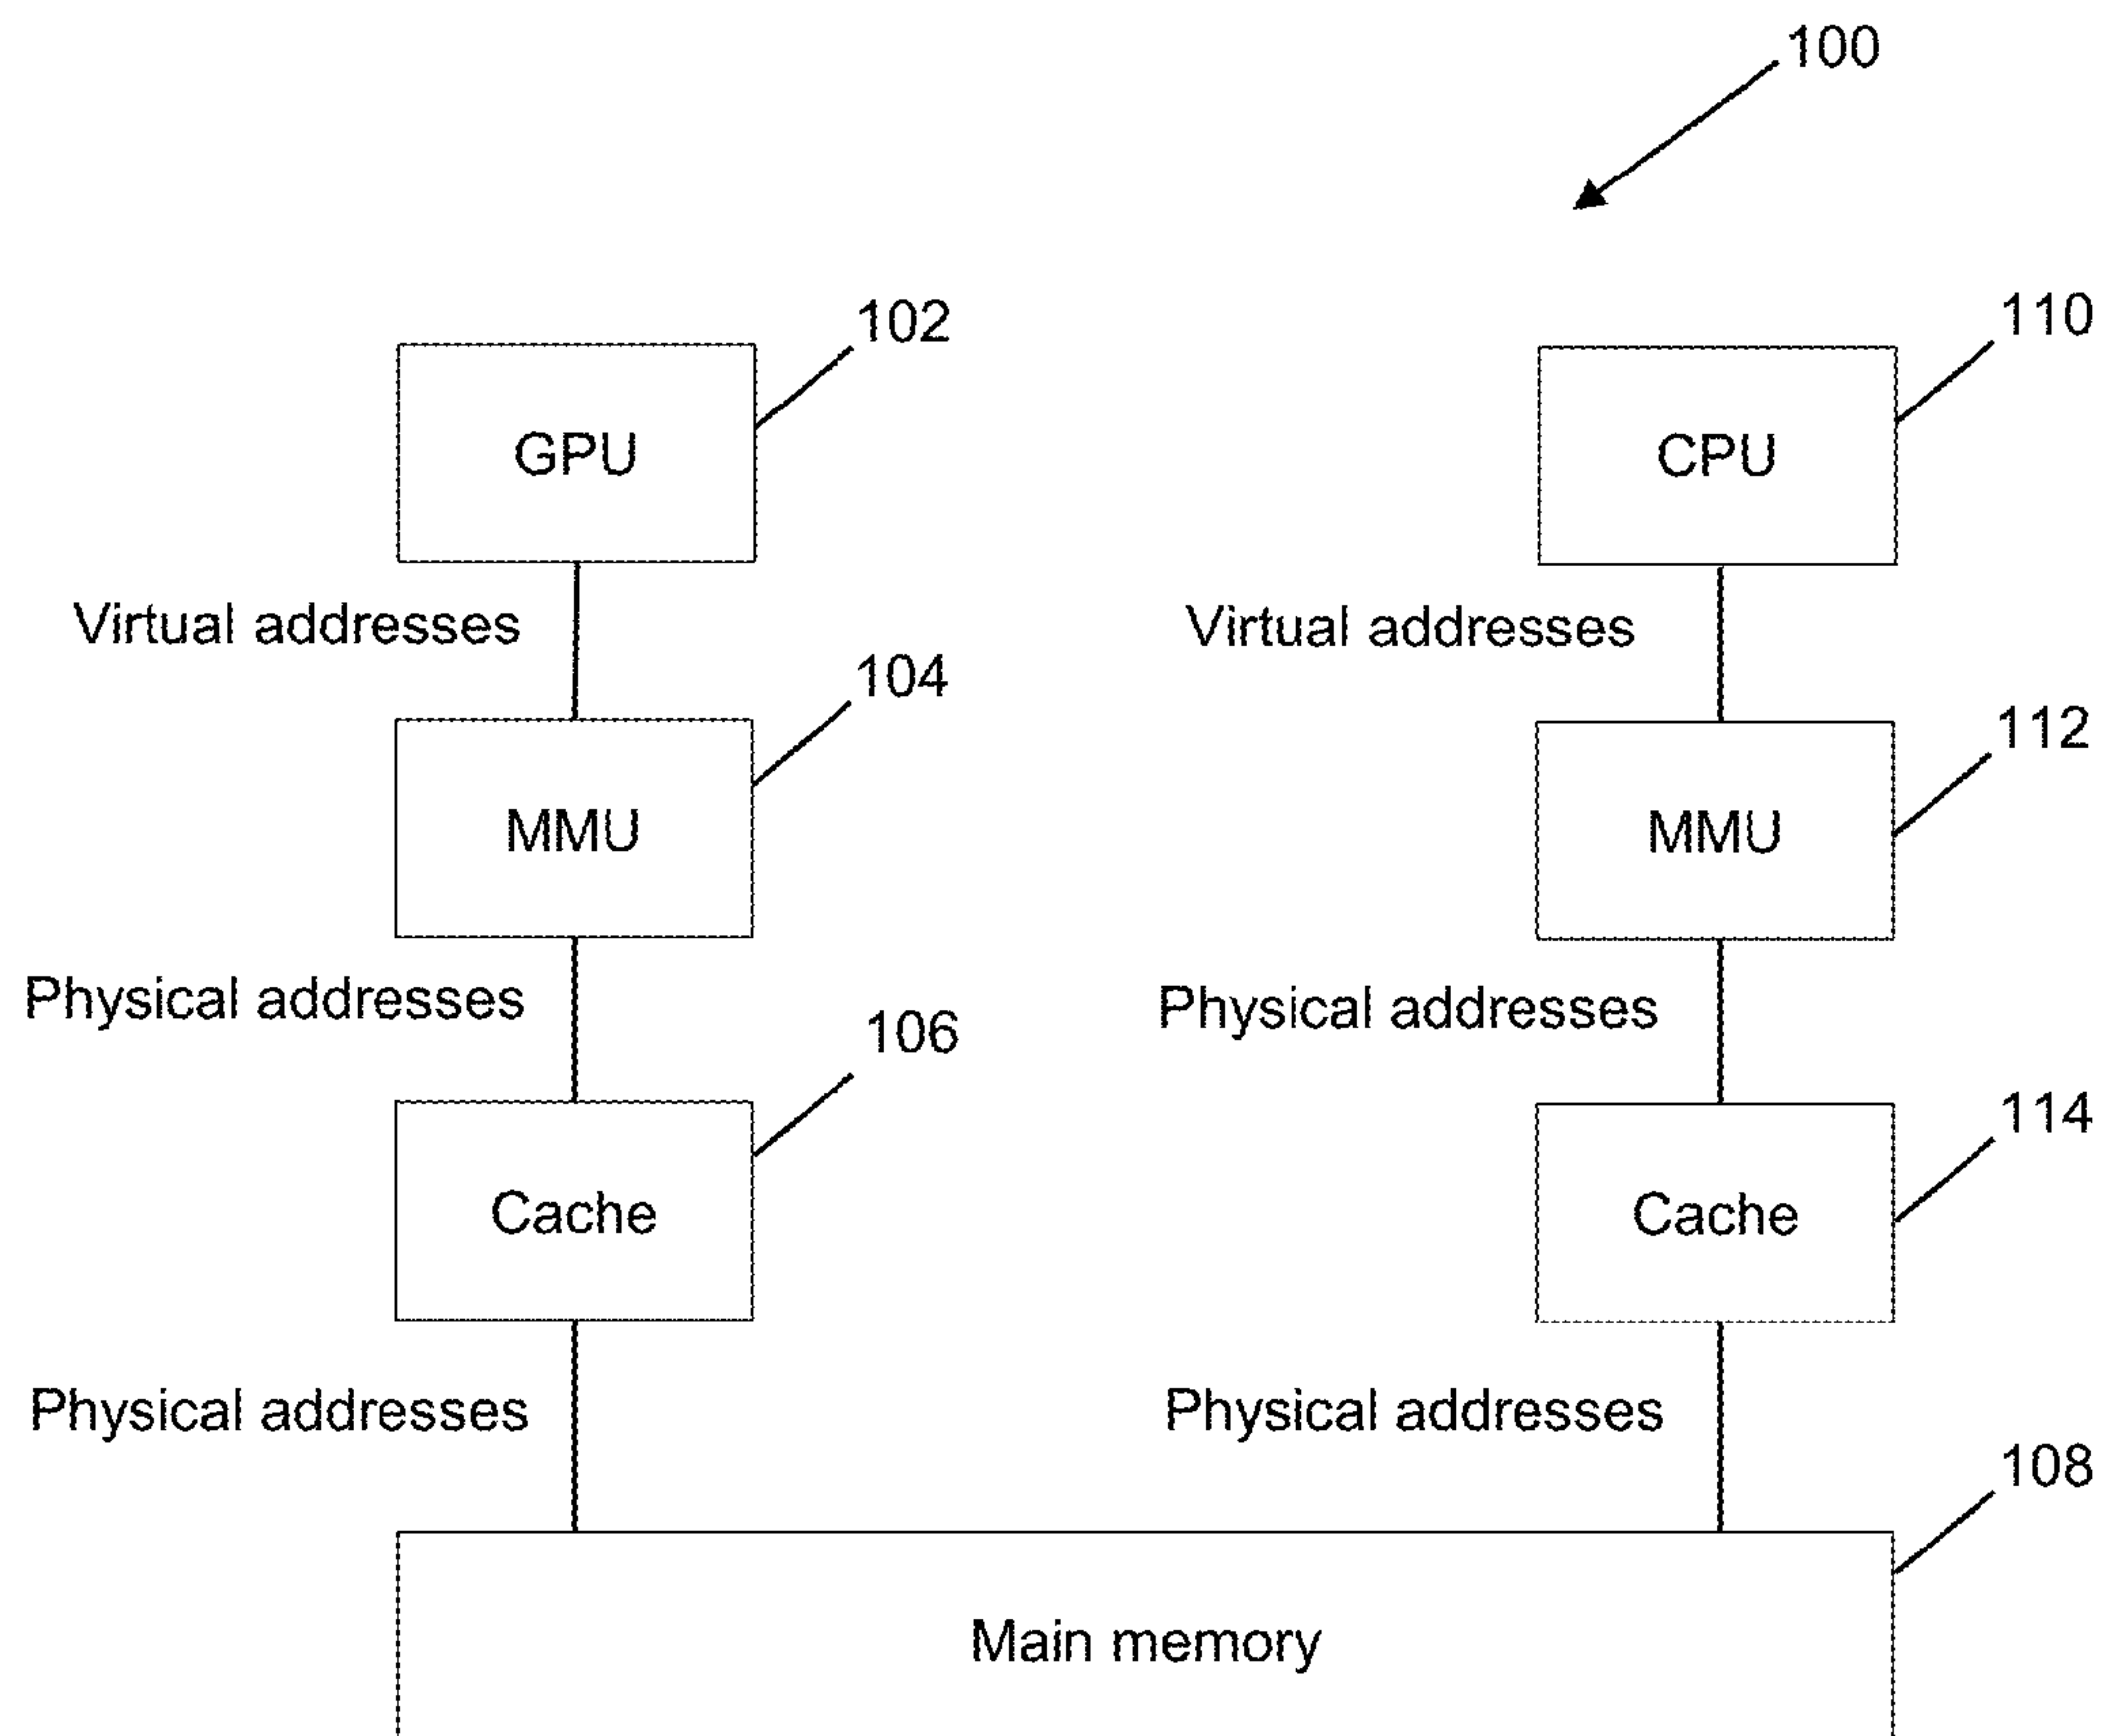 100
102
110
GPU
CPU
Virtual addresses
Virtual addresses
104
112
MMU
MMU
Physical addresses
Physical addresses
106
114
Cache
Cache
Physical addresses
Physical addresses
108
Main memory